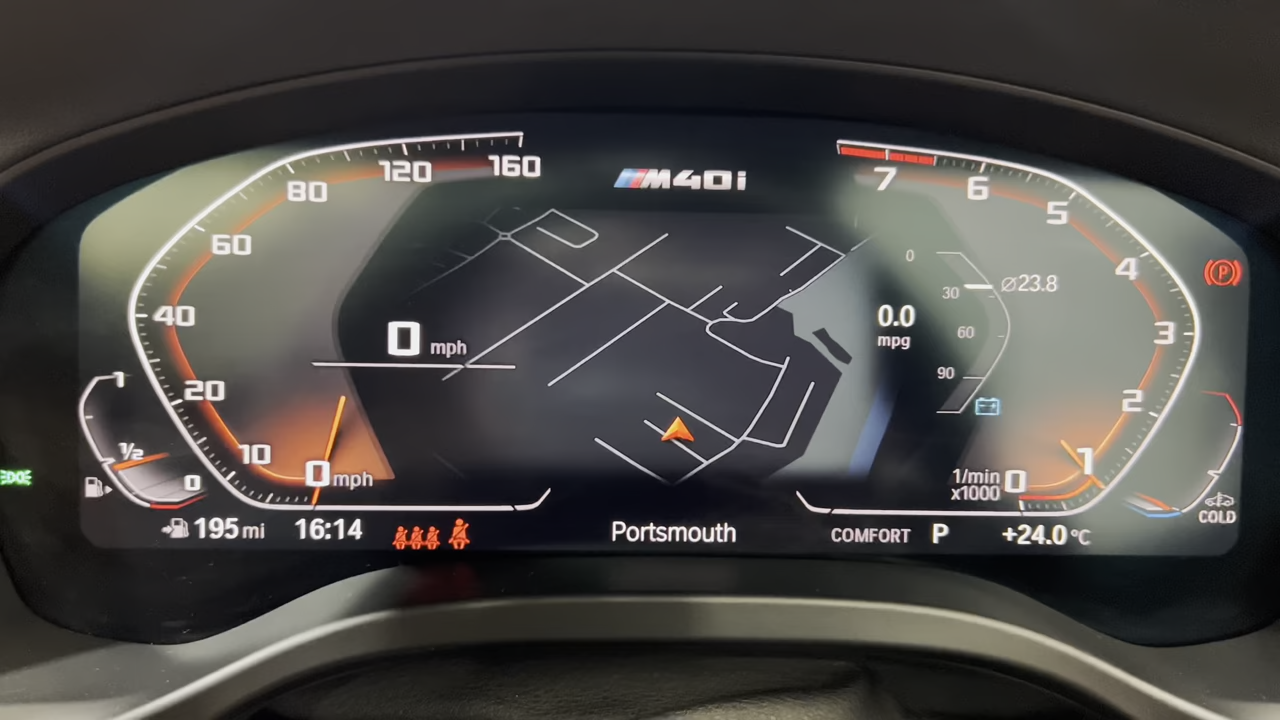 M40i
160
120
80
60
40
20
10
0 mph
0 mph
1
1/2
0
195 mi
16:14
Portsmouth
COMFORT P
+24.0 °C
7
6
5
4
3
2
1
0
1/min
x1000
0
30
60
90
Ø23.8
0.0
mpg
P
COLD